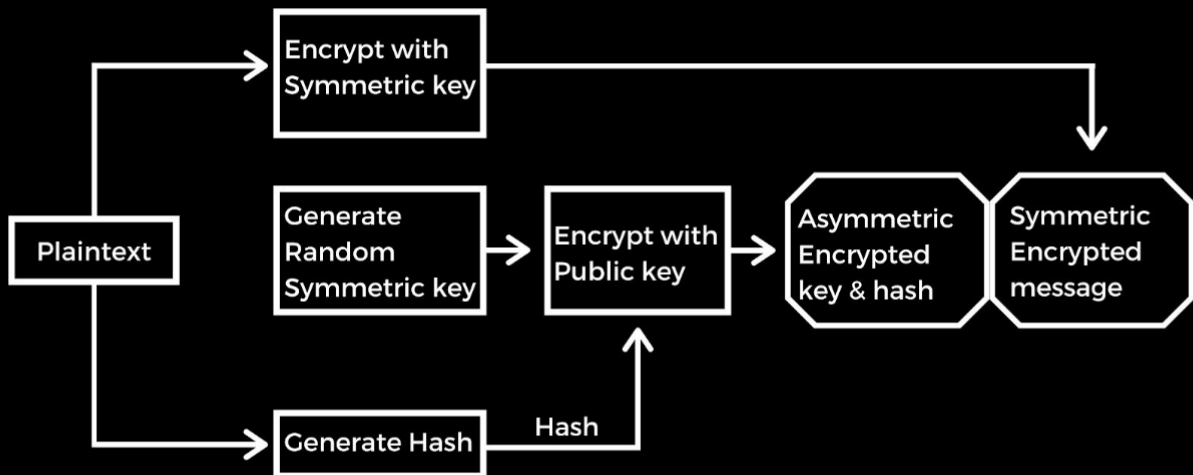 Encrypt with
Symmetric key
Plaintext
Generate
Random
Symmetric key
Encrypt with
Public key
Asymmetric
Encrypted
key & hash
Symmetric
Encrypted
message
Generate Hash
Hash